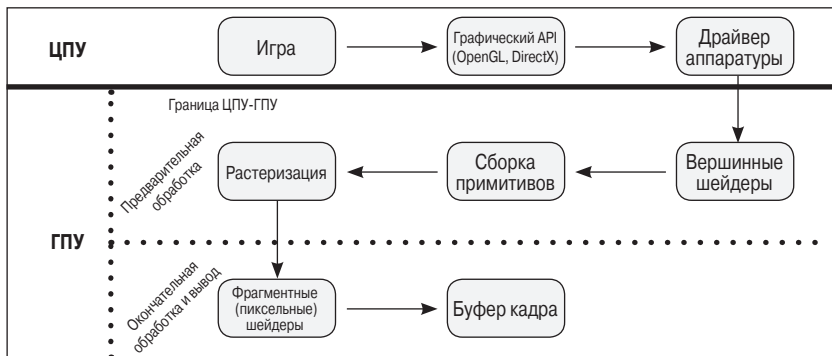 ЦПУ
Игра
Графический API
(OpenGL, DirectX)
Драйвер
аппаратуры
Граница ЦПУ-ГПУ
ГПУ
Предварительная
обработка
Растеризация
Сборка
примитивов
Вершинные
шейдеры
Окончательная
обработка и вывод
Фрагментные
(пиксельные)
шейдеры
Буфер кадра